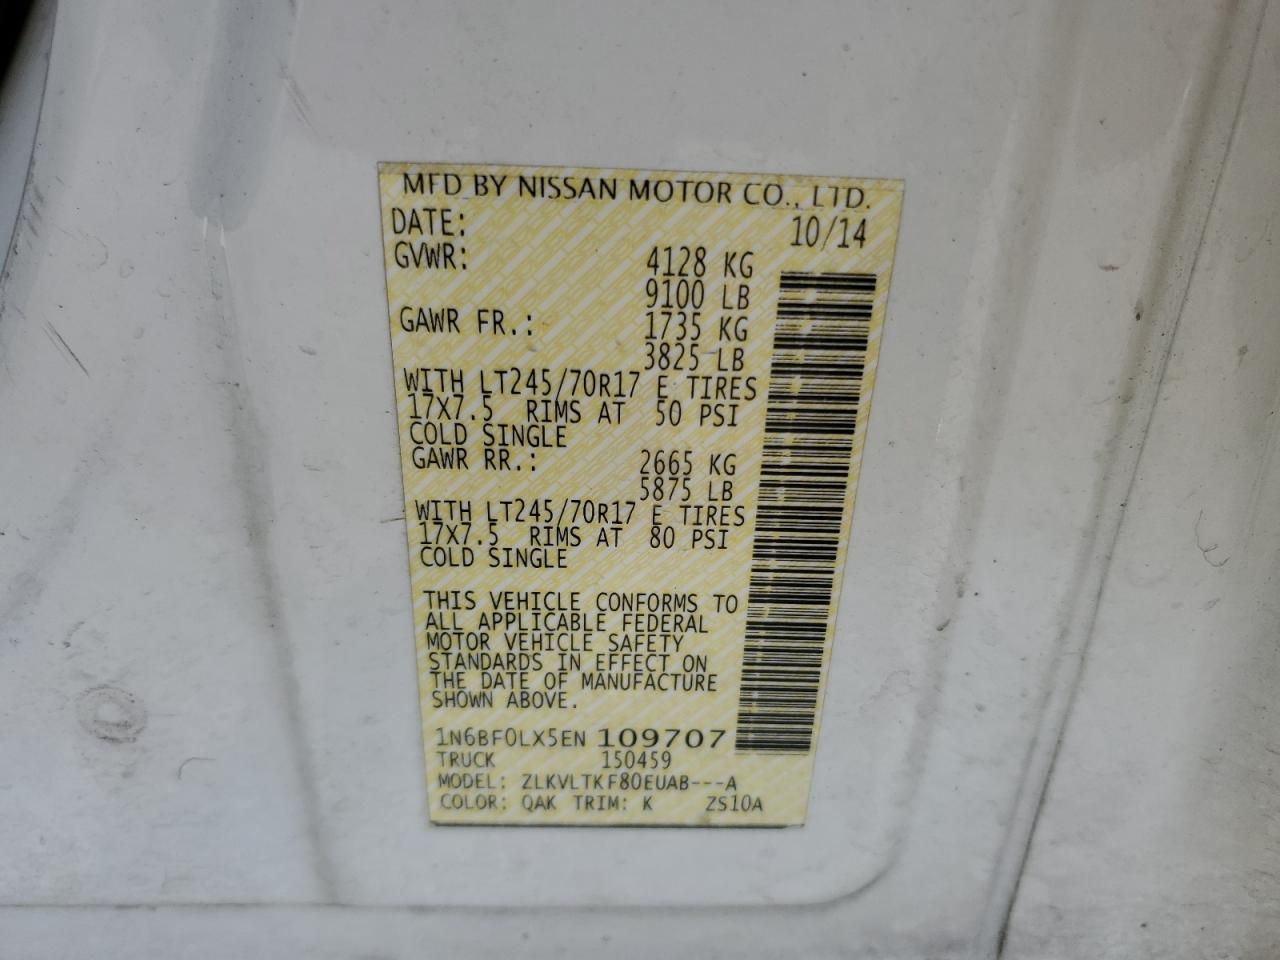 MFD BY NISSAN MOTOR CO., LTD.
DATE: 10/14
GVWR: 4128 KG
9100 LB
GAWR FR.: 1735 KG
3825 LB
WITH LT245/70R17 E TIRES
17X7.5 RIMS AT 50 PSI
COLD SINGLE
GAWR RR.: 2665 KG
5875 LB
WITH LT245/70R17 E TIRES
17X7.5 RIMS AT 80 PSI
COLD SINGLE
THIS VEHICLE CONFORMS TO
ALL APPLICABLE FEDERAL
MOTOR VEHICLE SAFETY
STANDARDS IN EFFECT ON
THE DATE OF MANUFACTURE
SHOWN ABOVE.
1N6BF0LX5EN 109707
TRUCK 150459
MODEL: ZLKVLTKF80EUAB---A
COLOR: QAK TRIM: K ZS10A